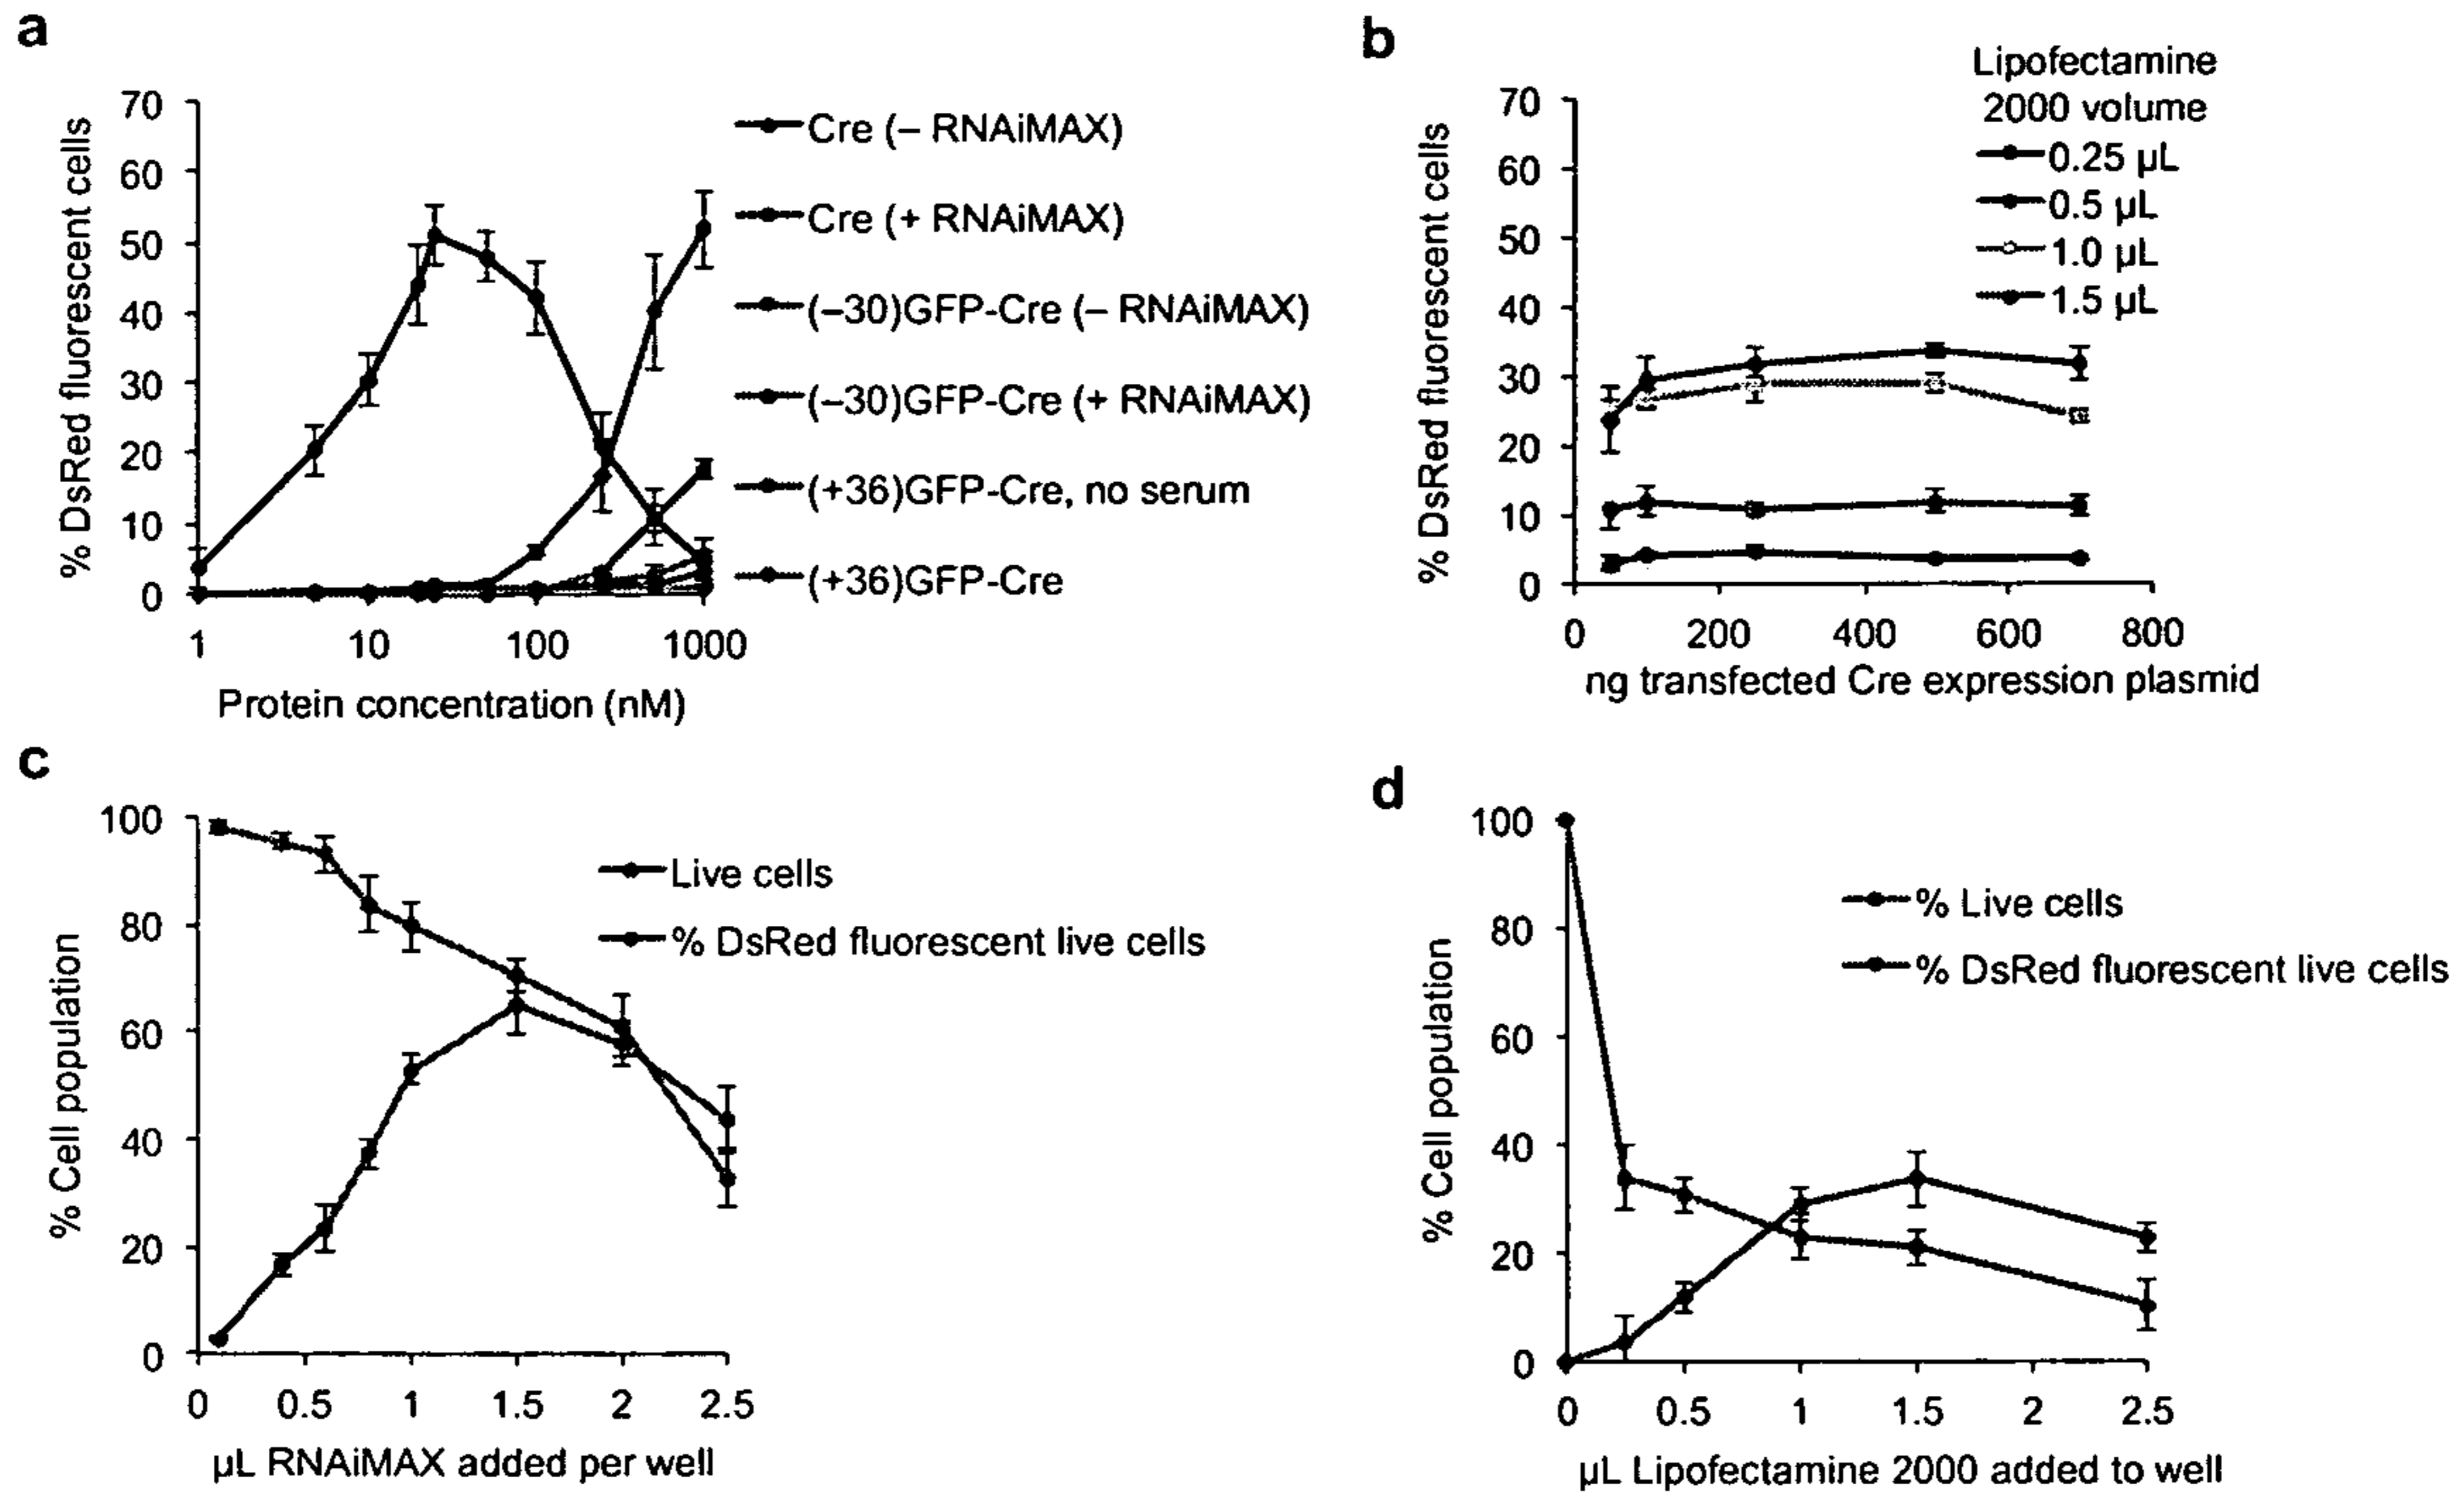 a
70
60
50
40
30
20
10
0
% DsRed fluorescent cells
1
10
100
1000
Protein concentration (nM)
Cre (– RNAiMAX)
Cre (+ RNAiMAX)
(–30)GFP-Cre (– RNAiMAX)
(–30)GFP-Cre (+ RNAiMAX)
(+36)GFP-Cre, no serum
(+36)GFP-Cre
b
Lipofectamine
2000 volume
0.25 µL
0.5 µL
1.0 µL
1.5 µL
70
60
50
40
30
20
10
0
% DsRed fluorescent cells
0
200
400
600
800
ng transfected Cre expression plasmid
c
100
80
60
40
20
0
% Cell population
Live cells
% DsRed fluorescent live cells
0
0.5
1
1.5
2
2.5
µL RNAiMAX added per well
d
100
80
60
40
20
0
% Cell population
% Live cells
% DsRed fluorescent live cells
0
0.5
1
1.5
2
2.5
µL Lipofectamine 2000 added to well